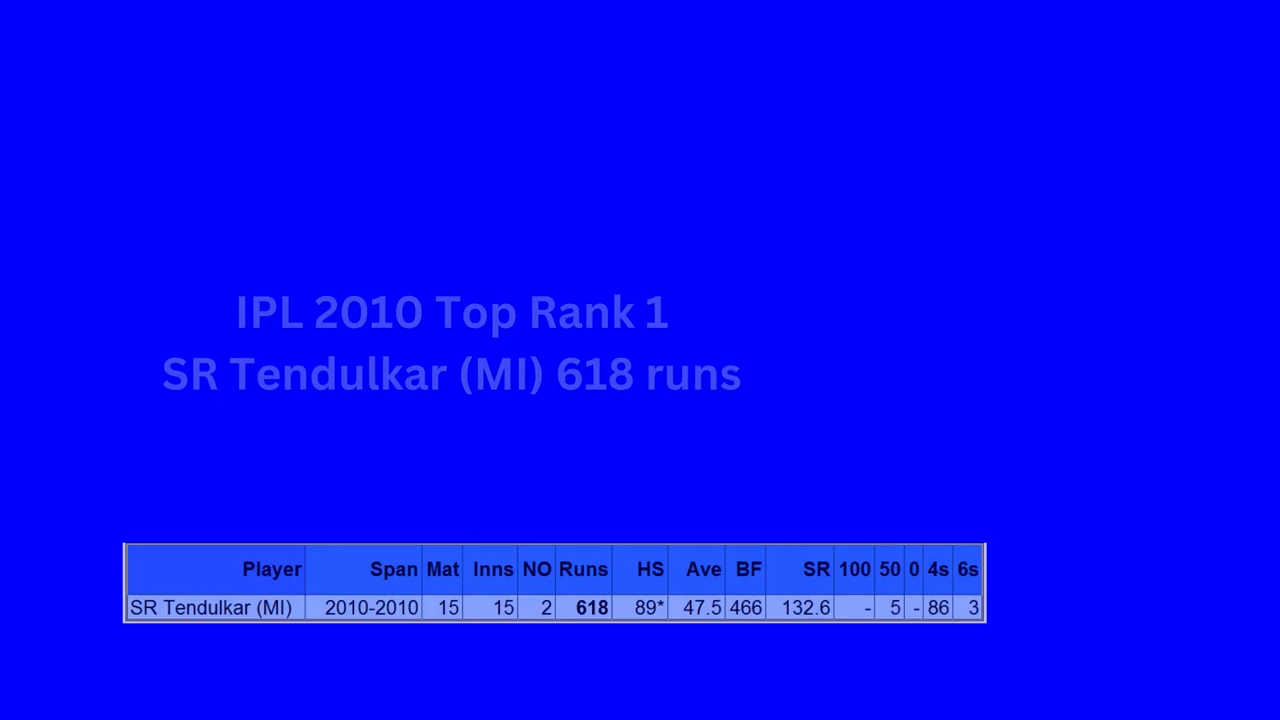 IPL 2010 Top Rank 1
SR Tendulkar (MI) 618 runs
Player Span Mat Inns NO Runs HS Ave BF SR 100 50 0 4s 6s
SR Tendulkar (MI) 2010-2010 15 15 2 618 89* 47.5 466 132.6 - 5 - 86 3